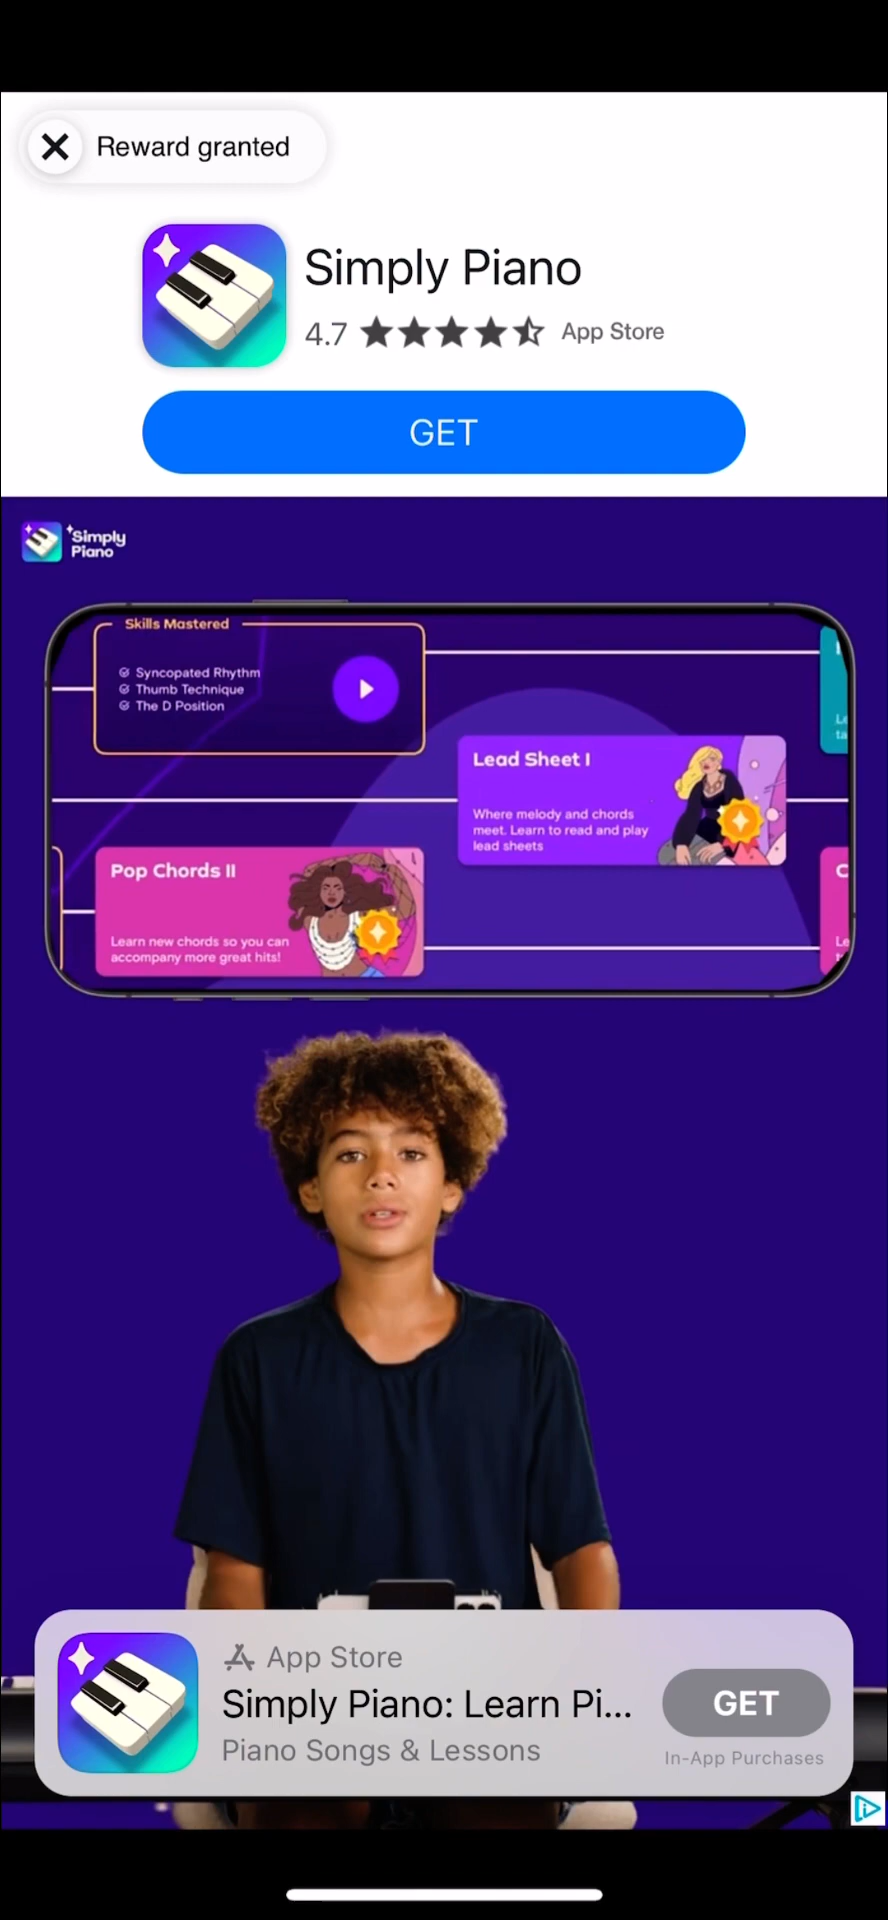 Reward granted
Simply Piano
4.7
App Store
GET
Simply
Piano
Skills Mastered
Syncopated Rhythm
Thumb Technique
The D Position
Lead Sheet I
Where melody and chords
meet. Learn to read and play
lead sheets
Pop Chords II
Learn new chords so you can
accompany more great hits!
C
Le
App Store
Simply Piano: Learn Pi...
Piano Songs & Lessons
GET
In-App Purchases